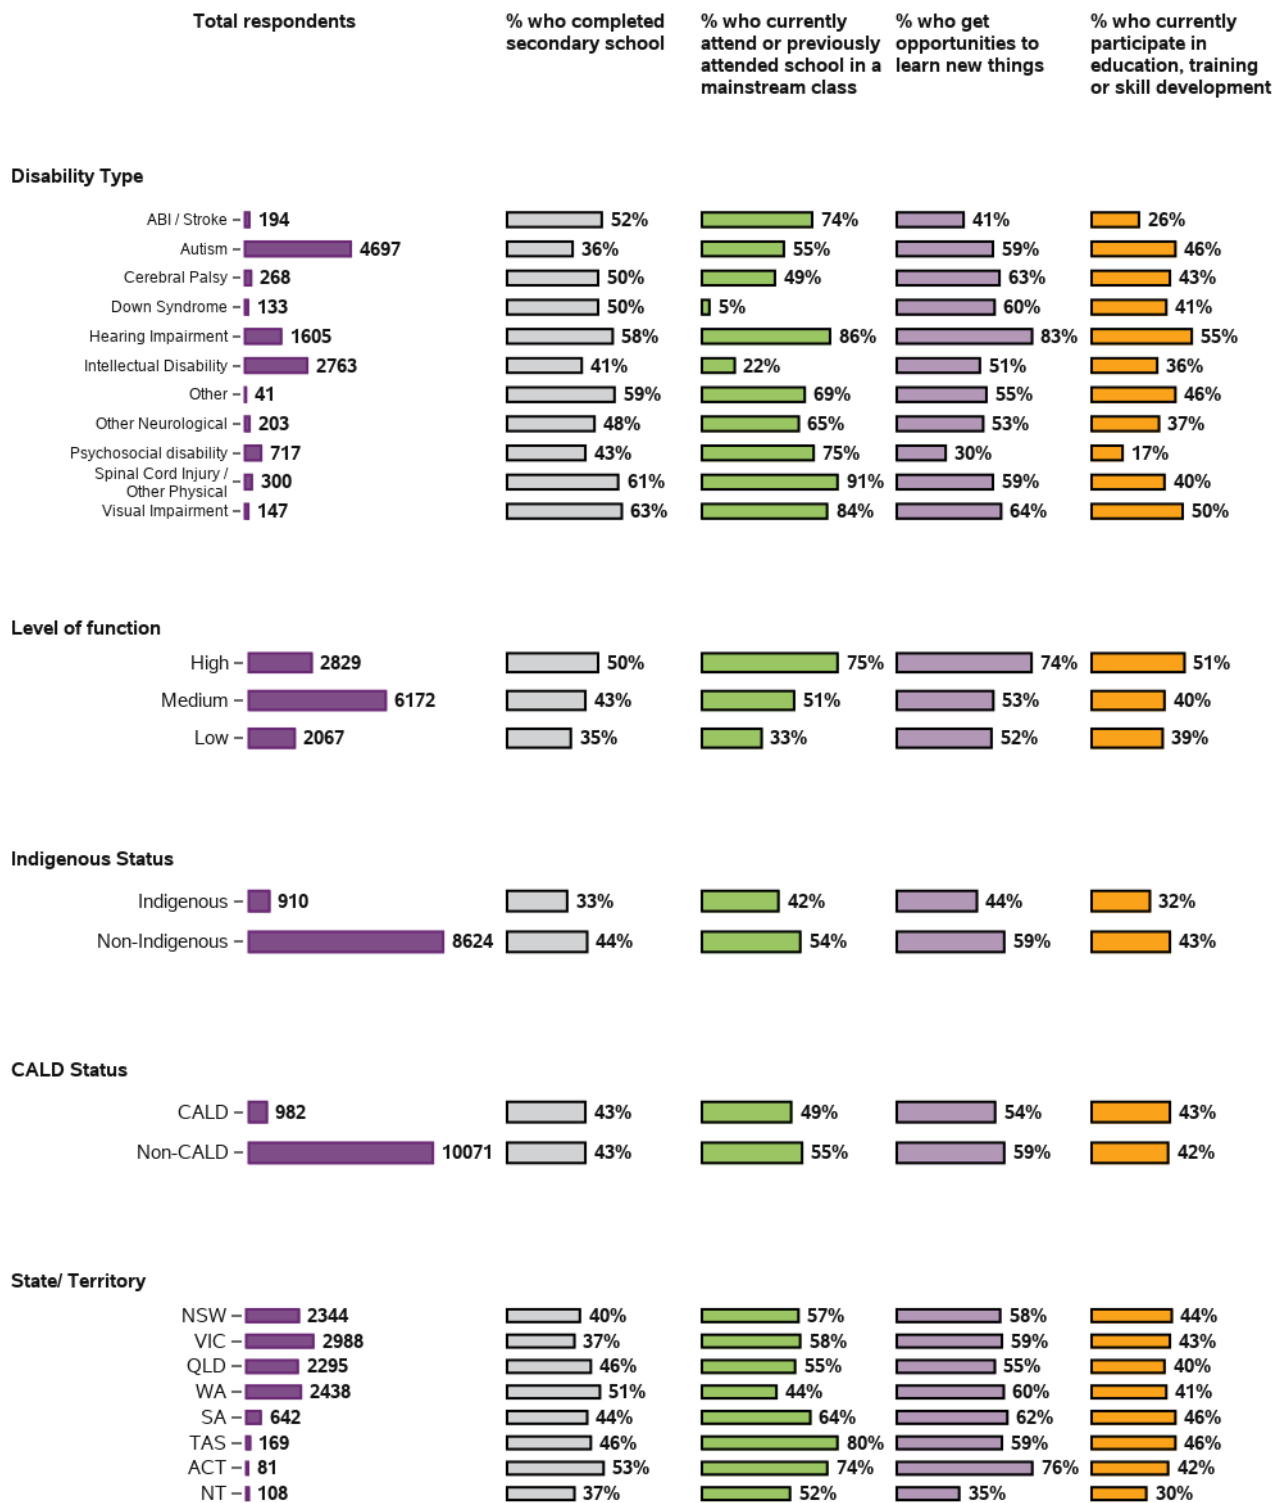 Total respondents
% who completed secondary school
% who currently attend or previously attended school in a mainstream class
% who get opportunities to learn new things
% who currently participate in education, training or skill development
Disability Type
ABI / Stroke 194 52% 74% 41% 26%
Autism 4697 36% 55% 59% 46%
Cerebral Palsy 268 50% 49% 63% 43%
Down Syndrome 133 50% 5% 60% 41%
Hearing Impairment 1605 58% 86% 83% 55%
Intellectual Disability 2763 41% 22% 51% 36%
Other 41 59% 69% 55% 46%
Other Neurological 203 48% 65% 53% 37%
Psychosocial disability 717 43% 75% 30% 17%
Spinal Cord Injury / Other Physical 300 61% 91% 59% 40%
Visual Impairment 147 63% 84% 64% 50%
Level of function
High 2829 50% 75% 74% 51%
Medium 6172 43% 51% 53% 40%
Low 2067 35% 33% 52% 39%
Indigenous Status
Indigenous 910 33% 42% 44% 32%
Non-Indigenous 8624 44% 54% 59% 43%
CALD Status
CALD 982 43% 49% 54% 43%
Non-CALD 10071 43% 55% 59% 42%
State/ Territory
NSW 2344 40% 57% 58% 44%
VIC 2988 37% 58% 59% 43%
QLD 2295 46% 55% 55% 40%
WA 2438 51% 44% 60% 41%
SA 642 44% 64% 62% 46%
TAS 169 46% 80% 59% 46%
ACT 81 53% 74% 76% 42%
NT 108 37% 52% 35% 30%